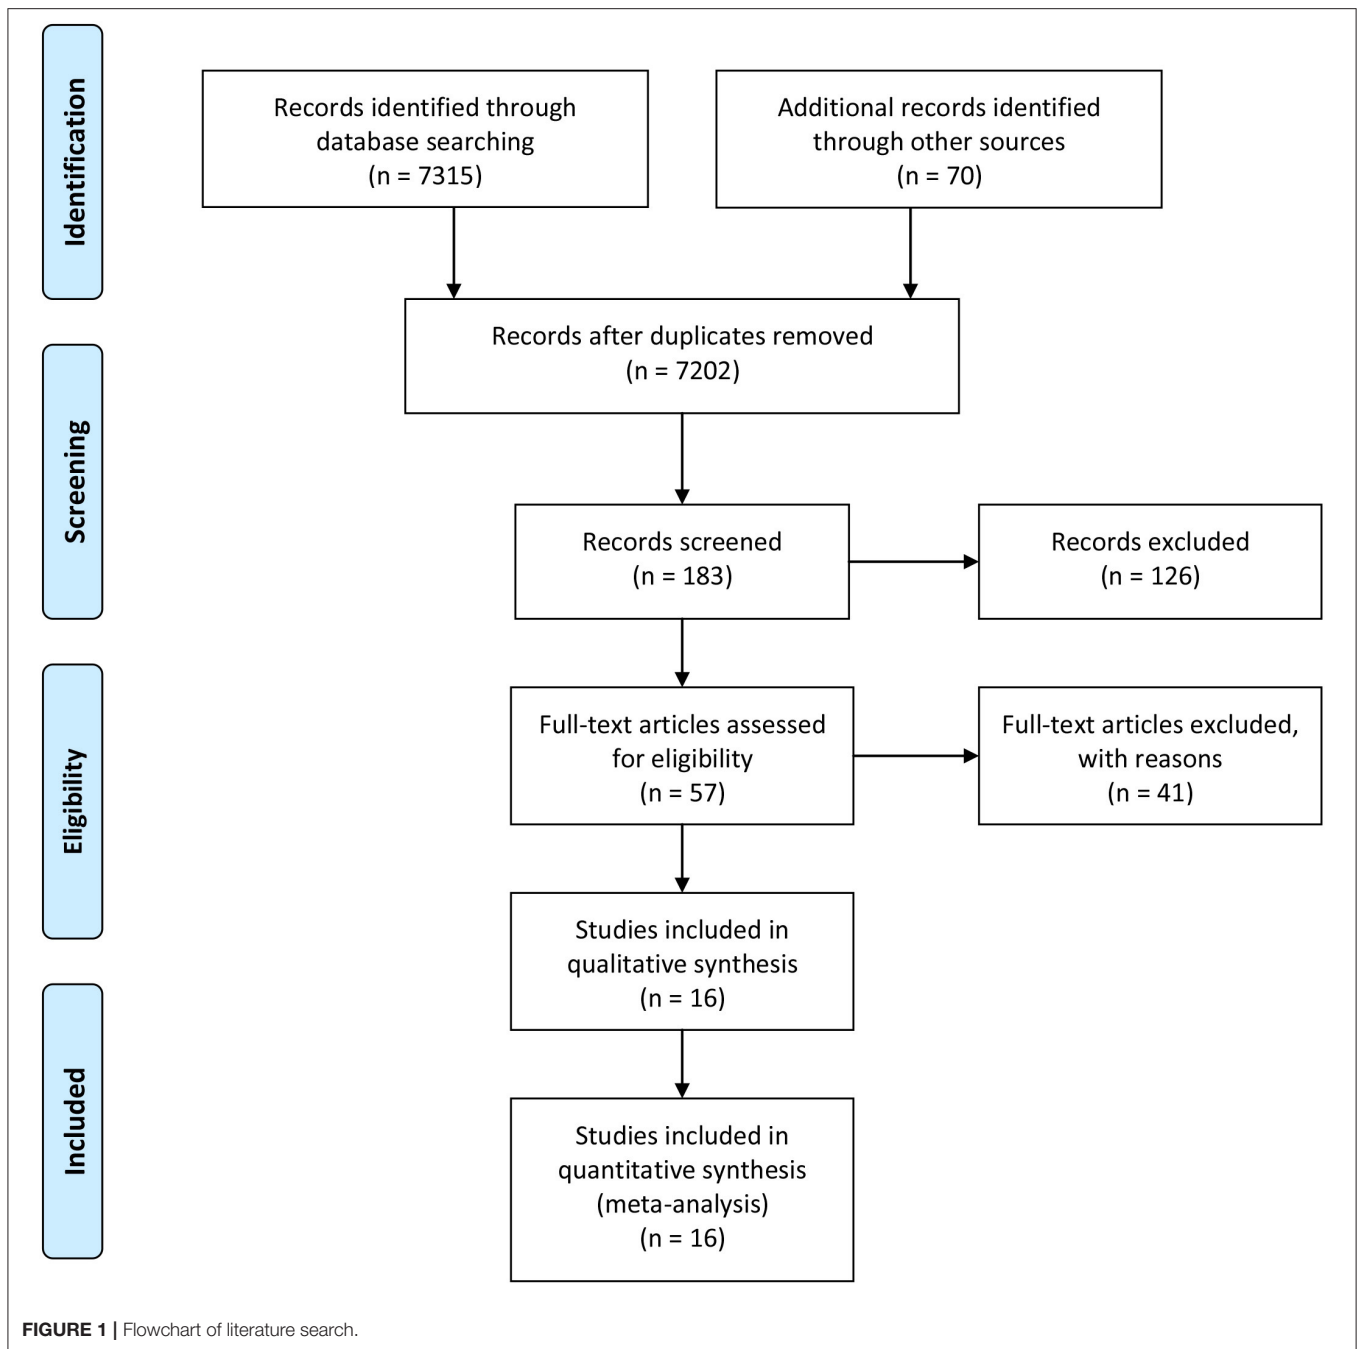 Identification
Records identified through
database searching
(n = 7315)
Additional records identified
through other sources
(n = 70)
Records after duplicates removed
(n = 7202)
Screening
Records screened
(n = 183)
Records excluded
(n = 126)
Eligibility
Full-text articles assessed
for eligibility
(n = 57)
Full-text articles excluded,
with reasons
(n = 41)
Studies included in
qualitative synthesis
(n = 16)
Included
Studies included in
quantitative synthesis
(meta-analysis)
(n = 16)
FIGURE 1 | Flowchart of literature search.